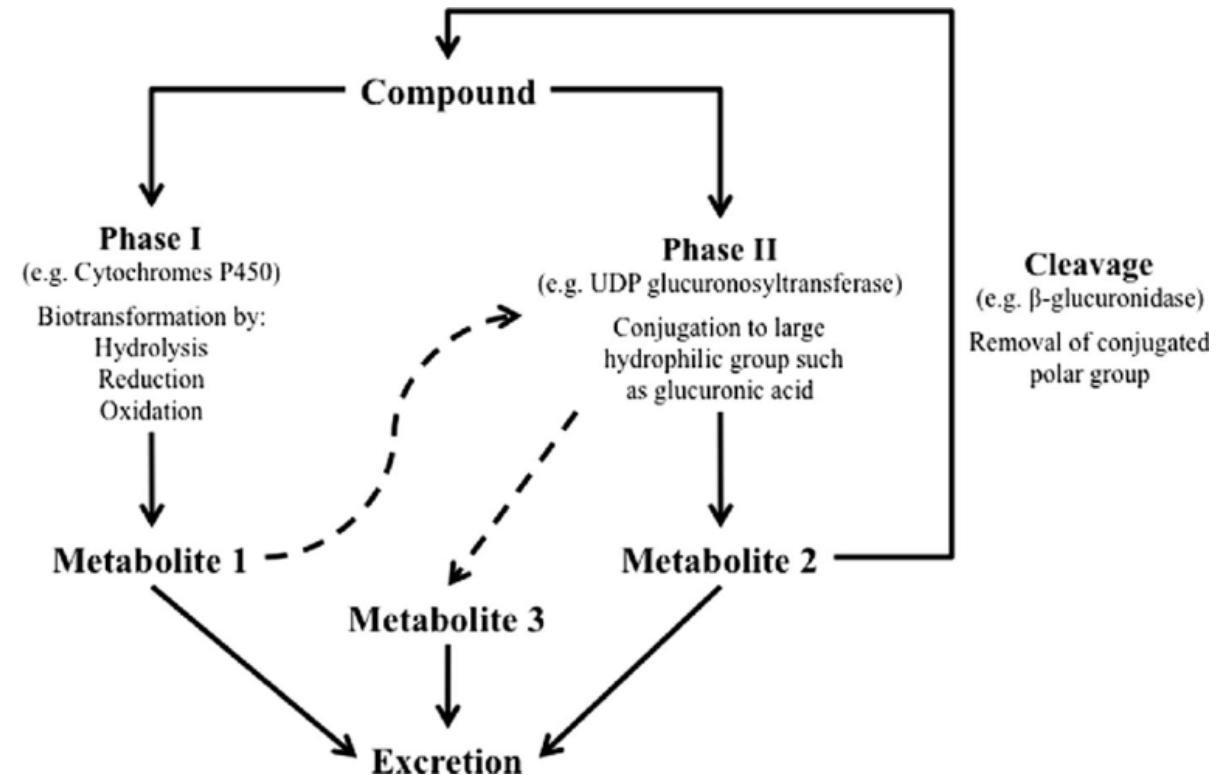 Compound
Phase I
(e.g. Cytochromes P450)
Biotransformation by:
Hydrolysis
Reduction
Oxidation
Phase II
(e.g. UDP glucuronosyltransferase)
Conjugation to large
hydrophilic group such
as glucuronic acid
Cleavage
(e.g. β-glucuronidase)
Removal of conjugated
polar group
Metabolite 1
Metabolite 2
Metabolite 3
Excretion